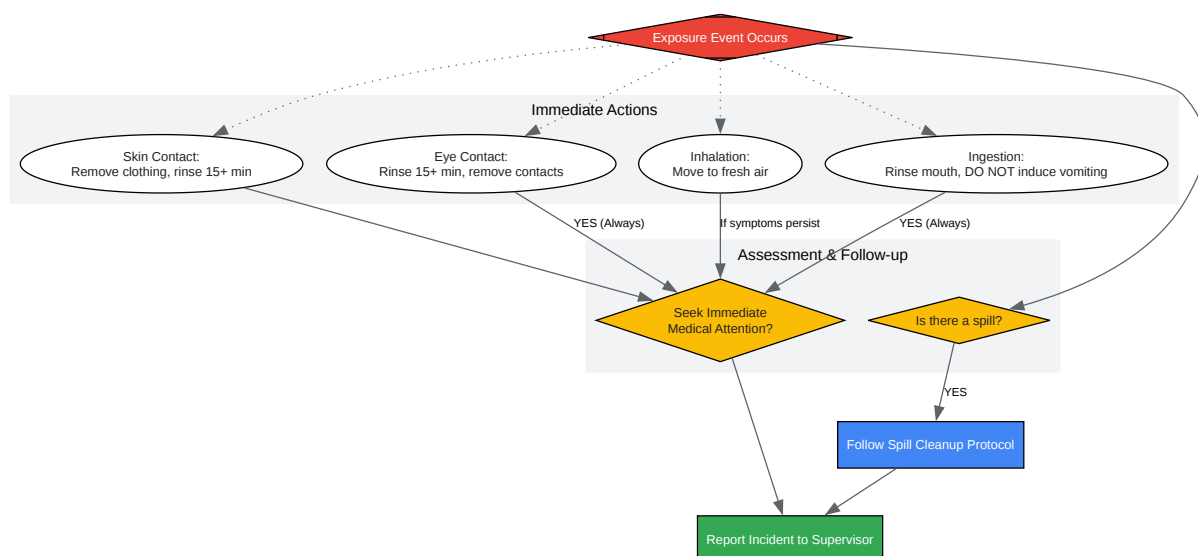 Exposure Event Occurs
Immediate Actions
Skin Contact:
Remove clothing, rinse 15+ min
Eye Contact:
Rinse 15+ min, remove contacts
Inhalation:
Move to fresh air
Ingestion:
Rinse mouth, DO NOT induce vomiting
YES (Always)
If symptoms persist
YES (Always)
Assessment & Follow-up
Seek Immediate
Medical Attention?
Is there a spill?
YES
Follow Spill Cleanup Protocol
Report Incident to Supervisor